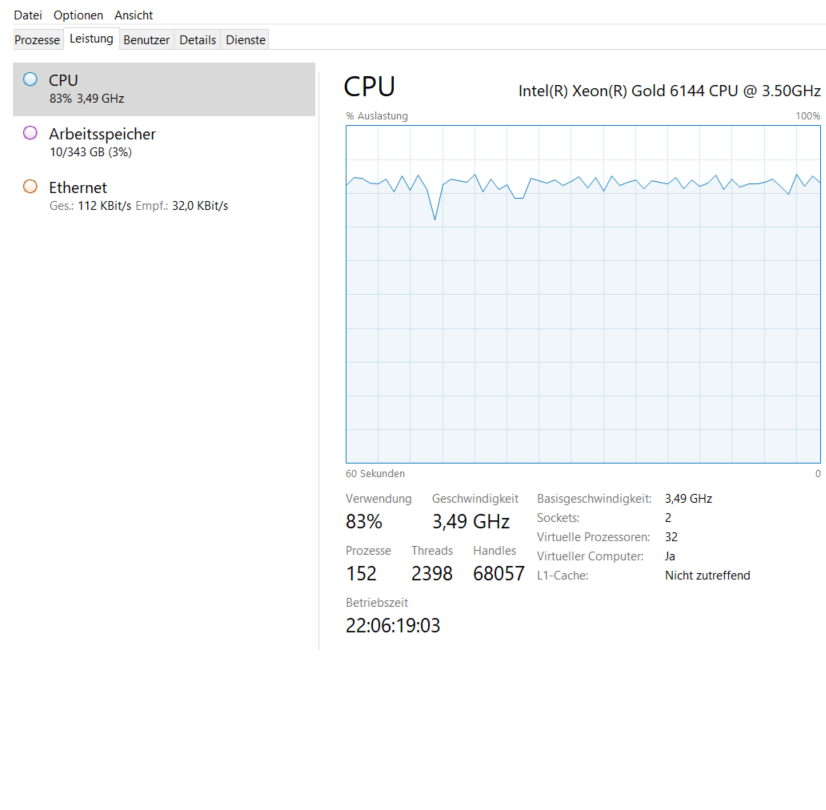 Datei Optionen Ansicht
Prozesse Leistung Benutzer Details Dienste
CPU
83% 3,49 GHz
Arbeitsspeicher
10/343 GB (3%)
Ethernet
Ges.: 112 KBit/s Empf.: 32,0 KBit/s
CPU Intel(R) Xeon(R) Gold 6144 CPU @ 3.50GHz
% Auslastung 100%
60 Sekunden 0
Verwendung Geschwindigkeit
83% 3,49 GHz
Prozesse Threads Handles
152 2398 68057
Betriebszeit
22:06:19:03
Basisgeschwindigkeit: 3,49 GHz
Sockets: 2
Virtuelle Prozessoren: 32
Virtueller Computer: Ja
L1-Cache: Nicht zutreffend